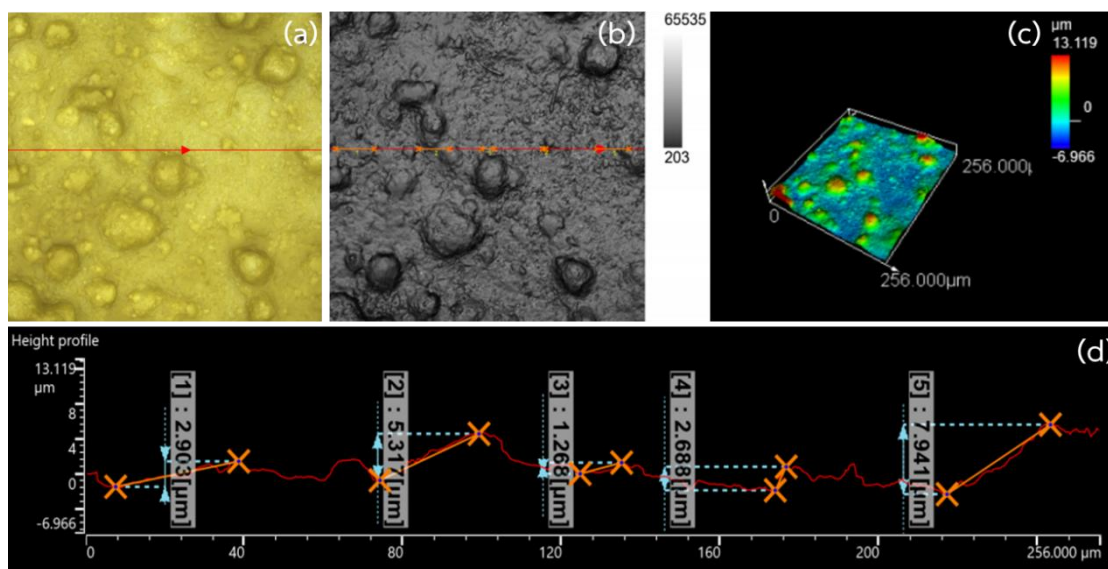 (a)
(b)
65535
203
(c)
µm
13.119
0
-6.966
256.000µ
0
256.000µm
Height profile
(d)
13.119
µm
8
4
0
-6.966
[1] : 2.903[µm]
[2] : 5.317[µm]
[3] : 1.268[µm]
[4] : 2.688[µm]
[5] : 7.941[µm]
0
40
80
120
160
200
256.000 µm